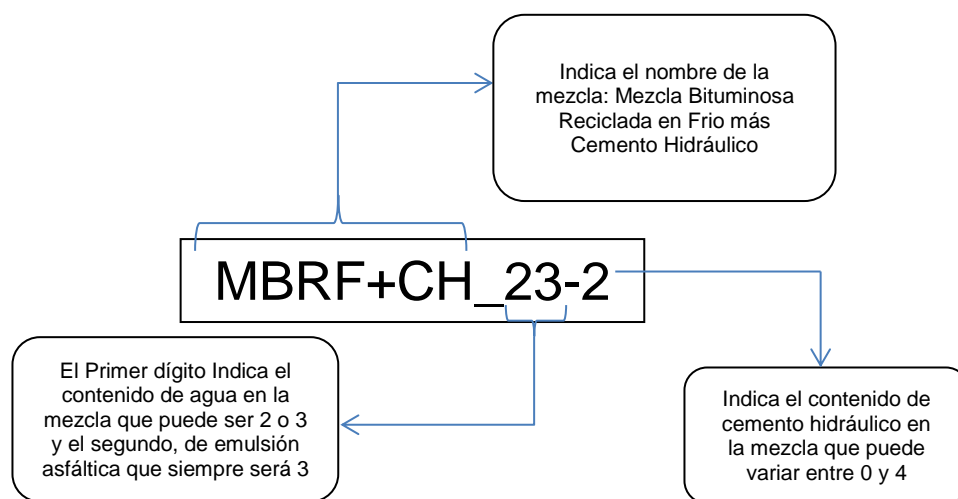 Indica el nombre de la
mezcla: Mezcla Bituminosa
Reciclada en Frio más
Cemento Hidráulico
MBRF+CH_23-2
El Primer dígito Indica el
contenido de agua en la
mezcla que puede ser 2 o 3
y el segundo, de emulsión
asfáltica que siempre será 3
Indica el contenido de
cemento hidráulico en
la mezcla que puede
variar entre 0 y 4